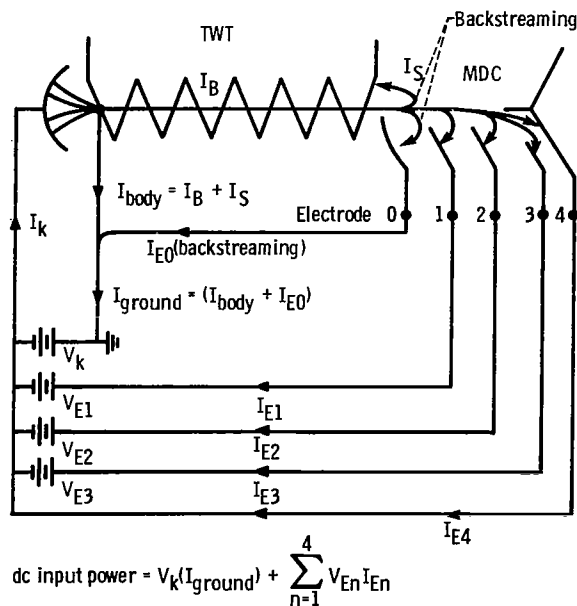 Backstreaming
TWT
MDC
I_S
I_B
I_body = I_B + I_S
Electrode 0 1 2 3 4
I_k
I_E0(backstreaming)
I_ground = (I_body + I_E0)
V_k
V_E1
I_E1
V_E2
I_E2
V_E3
I_E3
I_E4
dc input power = V_k(I_ground) + ∑_{n=1}^{4} V_En I_En